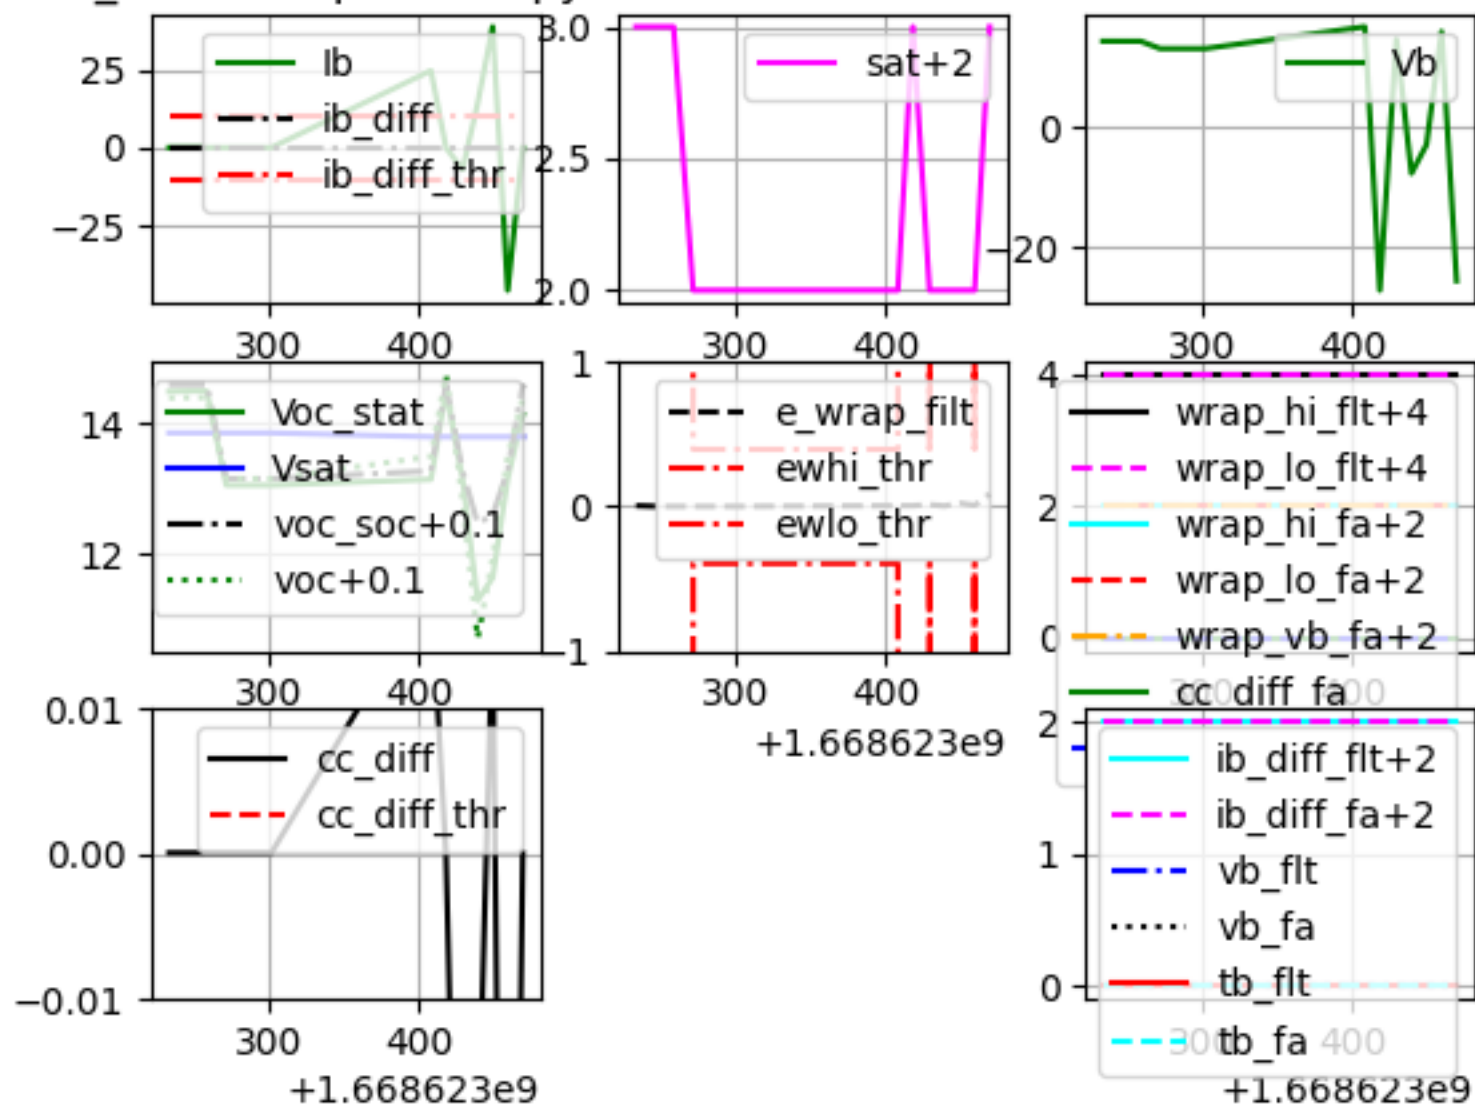 Ib
ib_diff
ib_diff_thr
25
0
−25
300 400
sat+2
3.0
2.5
2.0
300 400
Vb
0
−20
300 400
Voc_stat
Vsat
voc_soc+0.1
voc+0.1
14
12
300 400
e_wrap_filt
ewhi_thr
ewlo_thr
1
0
−1
300 400
+1.668623e9
wrap_hi_flt+4
wrap_lo_flt+4
wrap_hi_fa+2
wrap_lo_fa+2
wrap_vb_fa+2
cc_diff_fa
4
2
0
300 400
cc_diff
cc_diff_thr
0.01
0.00
−0.01
300 400
+1.668623e9
ib_diff_flt+2
ib_diff_fa+2
vb_flt
vb_fa
tb_flt
tb_fa
2
1
0
300 400
+1.668623e9